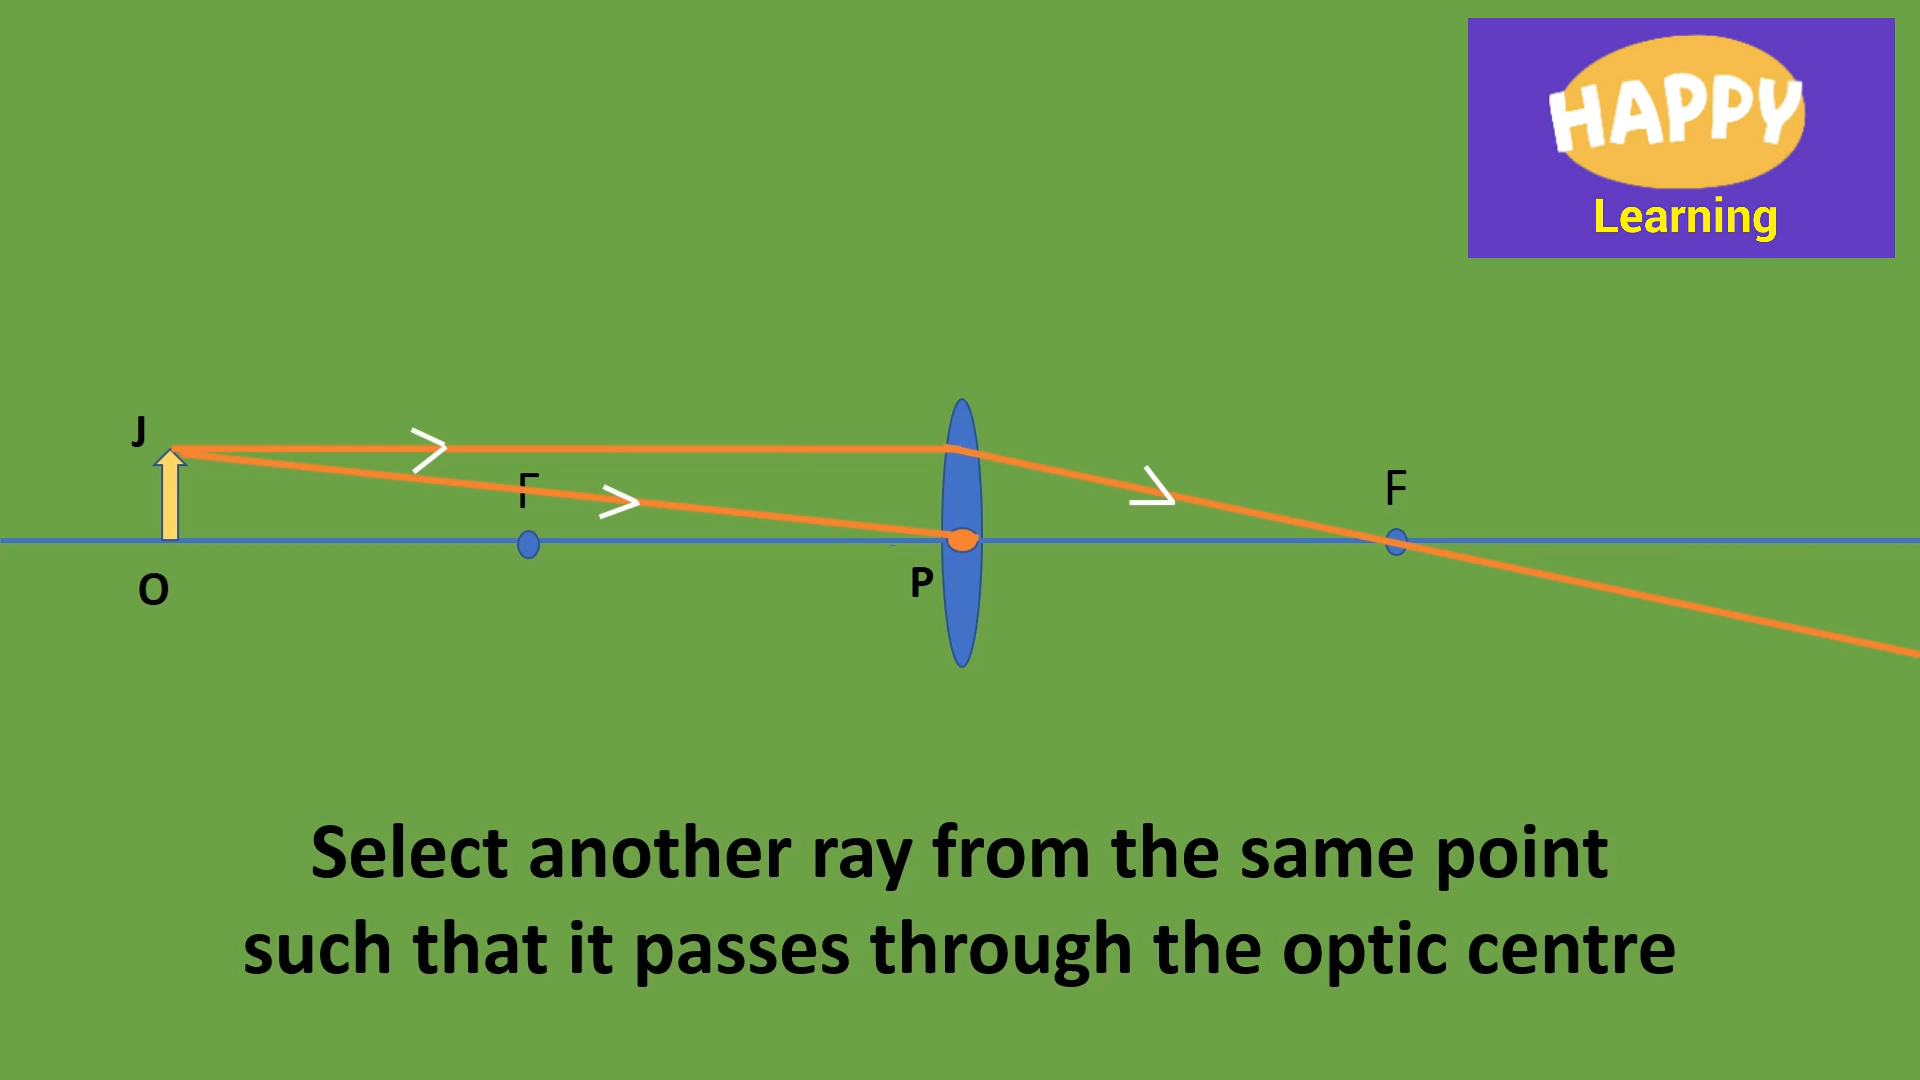 HAPPY
Learning
J
F
F
O
P
Select another ray from the same point
such that it passes through the optic centre